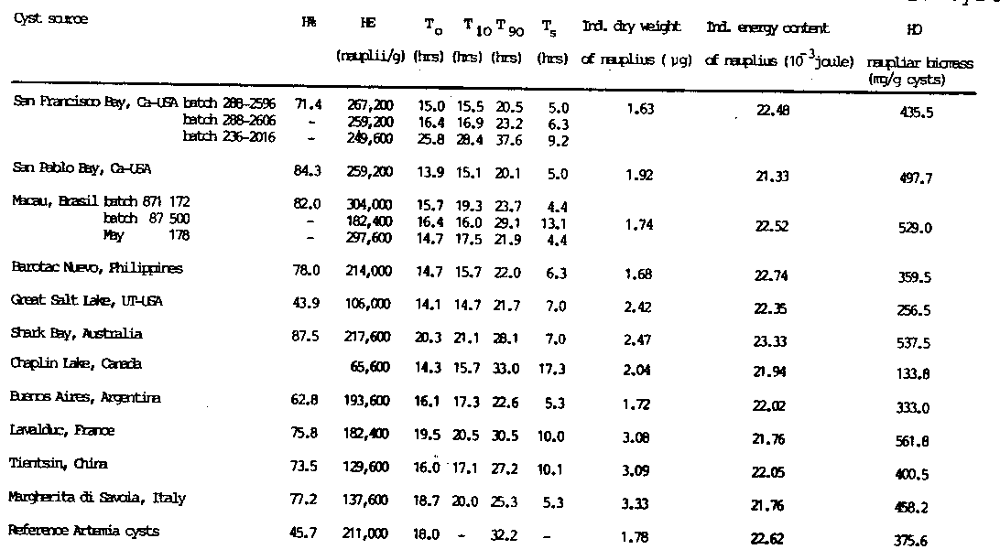 Cyst source H% HE To T10 T90 Ts Ind. dry weight Ind. energy content HO
(nauplii/g) (hrs) (hrs) (hrs) (hrs) of nauplius ( µg) of nauplius (10-3 joule) naupliar biomass
(mg/g cysts)
San Francisco Bay, Ca-USA batch 288-2596 71.4 267,200 15.0 15.5 20.5 5.0 1.63 22.48 435.5
batch 288-2606 - 259,200 16.4 16.9 23.2 6.3
batch 236-2016 - 249,600 25.8 28.4 37.6 9.2
San Pablo Bay, Ca-USA 84.3 259,200 13.9 15.1 20.1 5.0 1.92 21.33 497.7
Macau, Brasil batch 871 172 82.0 304,000 15.7 19.3 23.7 4.4
batch 87 500 - 182,400 16.4 16.0 29.1 13.1 1.74 22.52 529.0
May 178 - 297,600 14.7 17.5 21.9 4.4
Barotac Nuevo, Philippines 78.0 214,000 14.7 15.7 22.0 6.3 1.68 22.74 359.5
Great Salt Lake, UT-USA 43.9 106,000 14.1 14.7 21.7 7.0 2.42 22.35 256.5
Shark Bay, Australia 87.5 217,600 20.3 21.1 28.1 7.0 2.47 23.33 537.5
Chaplin Lake, Canada 65,600 14.3 15.7 33.0 17.3 2.04 21.94 133.8
Buenos Aires, Argentina 62.8 193,600 16.1 17.3 22.6 5.3 1.72 22.02 333.0
Lavalduc, France 75.8 182,400 19.5 20.5 30.5 10.0 3.08 21.76 561.8
Tientsin, China 73.5 129,600 16.0 17.1 27.2 10.1 3.09 22.05 400.5
Margherita di Savoia, Italy 77.2 137,600 18.7 20.0 25.3 5.3 3.33 21.76 458.2
Reference Artemia cysts 45.7 211,000 18.0 - 32.2 - 1.78 22.62 375.6